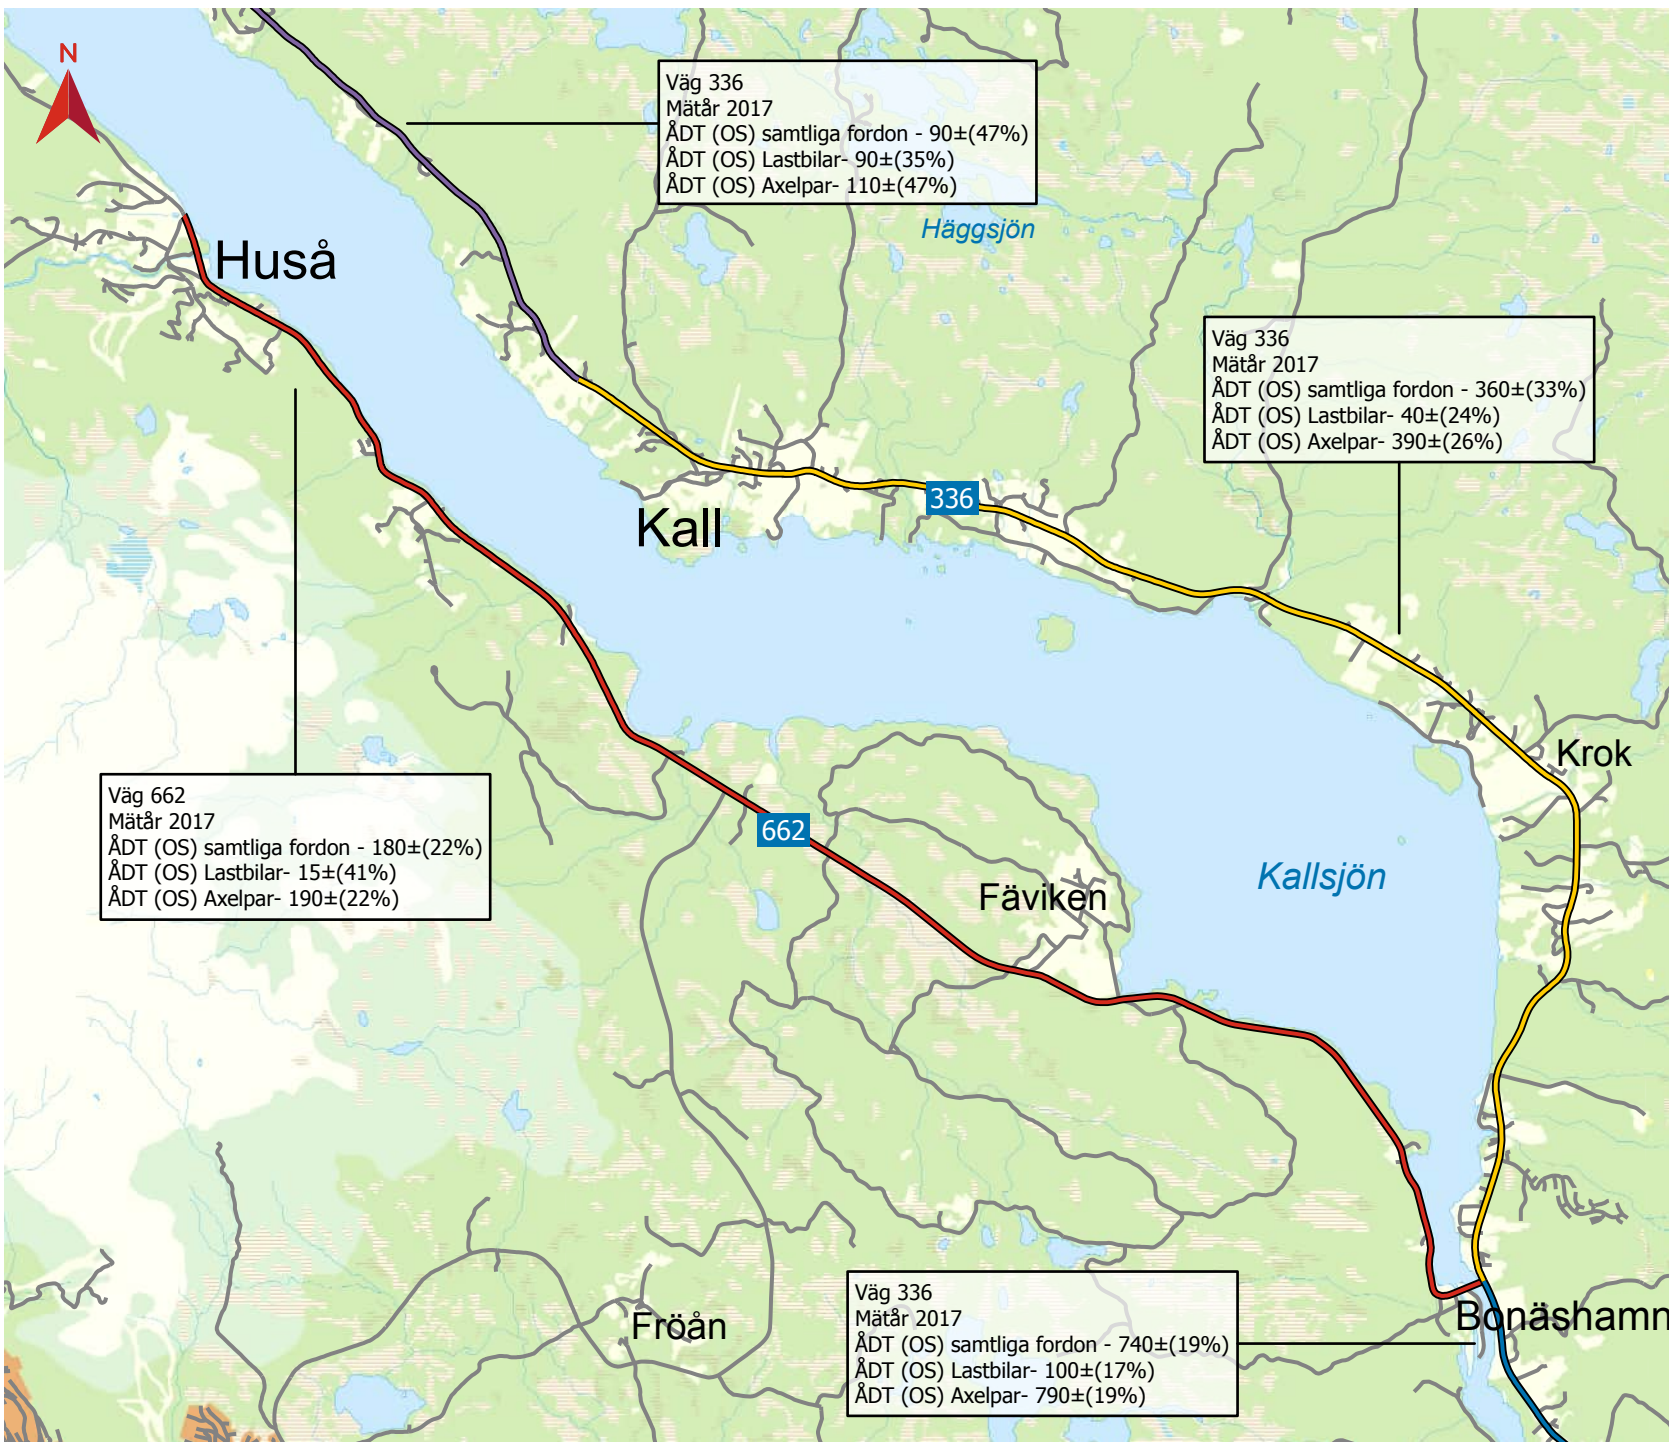 N
Väg 336
Mätår 2017
ÅDT (OS) samtliga fordon - 90±(47%)
ÅDT (OS) Lastbilar- 90±(35%)
ÅDT (OS) Axelpar- 110±(47%)
Häggsjön
Huså
Väg 336
Mätår 2017
ÅDT (OS) samtliga fordon - 360±(33%)
ÅDT (OS) Lastbilar- 40±(24%)
ÅDT (OS) Axelpar- 390±(26%)
336
Kall
Krok
Väg 662
Mätår 2017
ÅDT (OS) samtliga fordon - 180±(22%)
ÅDT (OS) Lastbilar- 15±(41%)
ÅDT (OS) Axelpar- 190±(22%)
662
Kallsjön
Fäviken
Väg 336
Mätår 2017
ÅDT (OS) samtliga fordon - 740±(19%)
ÅDT (OS) Lastbilar- 100±(17%)
ÅDT (OS) Axelpar- 790±(19%)
Bonäshamn
Fröån